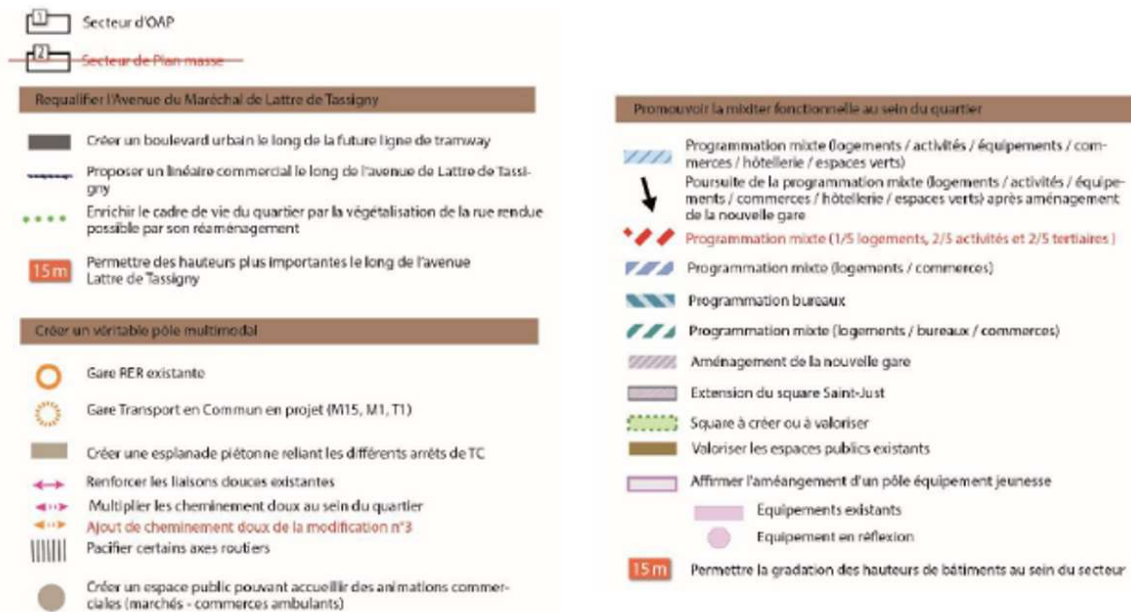 1 Secteur d'OAP
2 Secteur de Plan masse
Requalifier l'Avenue du Maréchal de Lattre de Tassigny
Créer un boulevard urbain le long de la future ligne de tramway
Proposer un linéaire commercial le long de l'avenue de Lattre de Tassi-
gny
Enrichir le cadre de vie du quartier par la végétalisation de la rue rendue
possible par son réaménagement
15 m Permettre des hauteurs plus importantes le long de l'avenue
Lattre de Tassigny
Créer un véritable pôle multimodal
Gare RER existante
Gare Transport en Commun en projet (M15, M1, T1)
Créer une esplanade piétonne reliant les différents arrêts de TC
Renforcer les liaisons douces existantes
Multiplier les cheminement doux au sein du quartier
Ajout de cheminement doux de la modification n°3
Pacifier certains axes routiers
Créer un espace public pouvant accueillir des animations commer-
ciales (marchés - commerces ambulants)
Promouvoir la mixiter fonctionelle au sein du quartier
Programmation mixte (logements / activités / équipements / com-
merces / hôtellerie / espaces verts)
Poursuite de la programmation mixte (logements / activités / équipe-
ments / commerces / hôtellerie / espaces verts) après aménagement
de la nouvelle gare
Programmation mixte (1/5 logements, 2/5 activités et 2/5 tertiaires )
Programmation mixte (logements / commerces)
Programmation bureaux
Programmation mixte (logements / bureaux / commerces)
Aménagement de la nouvelle gare
Extension du square Saint-Just
Square à créer ou à valoriser
Valoriser les espaces publics existants
Affirmer l'améangement d'un pôle équipement jeunesse
Equipements existants
Equipement en réflexion
15 m Permettre la gradation des hauteurs de bâtiments au sein du secteur